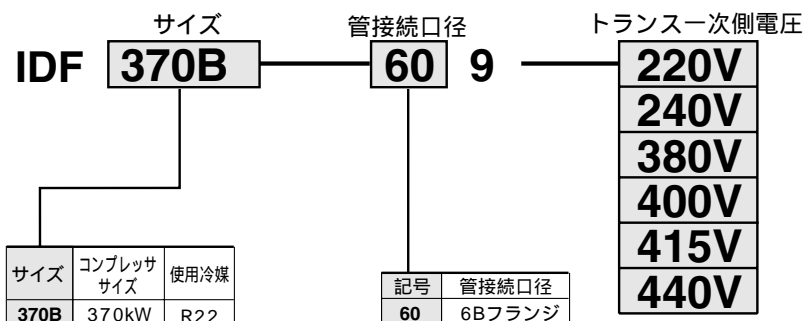 サイズ 管接続口径 トランス一次側電圧
IDF 370B 60 9 220V
240V
380V
400V
415V
440V
サイズ コンプレッササイズ 使用冷媒
370B 370kW R22
記号 管接続口径
60 6Bフランジ